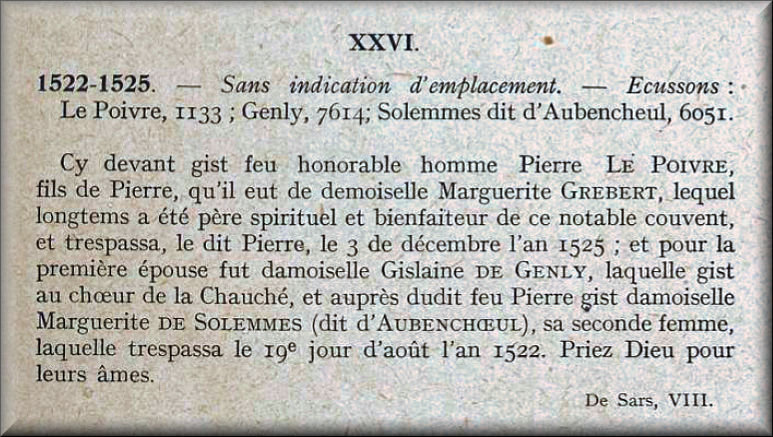 XXVI.
1522-1525. — Sans indication d'emplacement. — Ecussons :
Le Poivre, 1133 ; Genly, 7614; Solemmes dit d'Aubencheul, 6051.
Cy devant gist feu honorable homme Pierre LE POIVRE,
fils de Pierre, qu'il eut de demoiselle Marguerite GREBERT, lequel
longtems a été père spirituel et bienfaiteur de ce notable couvent,
et trespassa, le dit Pierre, le 3 de décembre l'an 1525 ; et pour la
première épouse fut damoiselle Gislaine DE GENLY, laquelle gist
au chœur de la Chauché, et auprès dudit feu Pierre gist damoiselle
Marguerite DE SOLEMMES (dit d'AUBENCHŒUL), sa seconde femme,
laquelle trespassa le 19e jour d'août l'an 1522. Priez Dieu pour
leurs âmes.
De Sars, VIII.